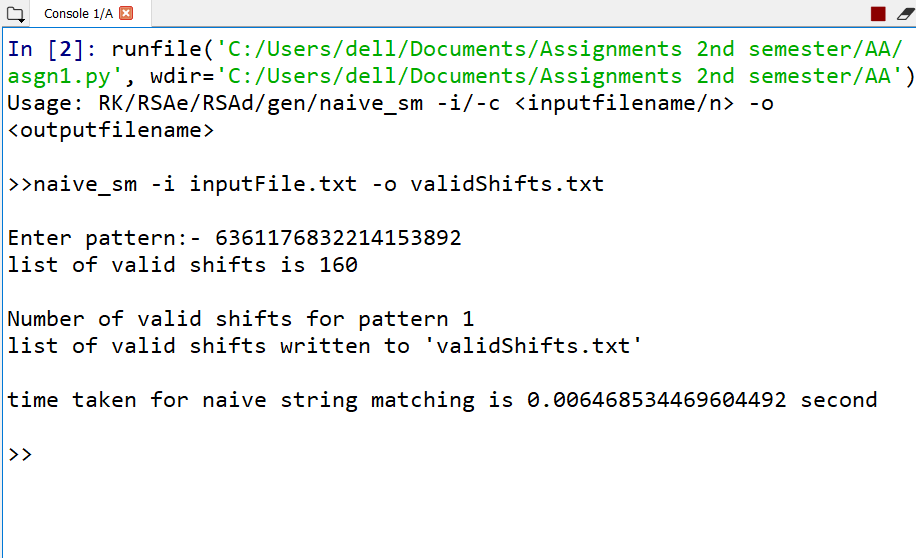 Console 1/A
In [2]: runfile('C:/Users/dell/Documents/Assignments 2nd semester/AA/
asgn1.py', wdir='C:/Users/dell/Documents/Assignments 2nd semester/AA')
Usage: RK/RSAe/RSAd/gen/naive_sm -i/-c <inputfilename/n> -o
<outputfilename>
>>naive_sm -i inputFile.txt -o validShifts.txt
Enter pattern:- 6361176832214153892
list of valid shifts is 160
Number of valid shifts for pattern 1
list of valid shifts written to 'validShifts.txt'
time taken for naive string matching is 0.006468534469604492 second
>>